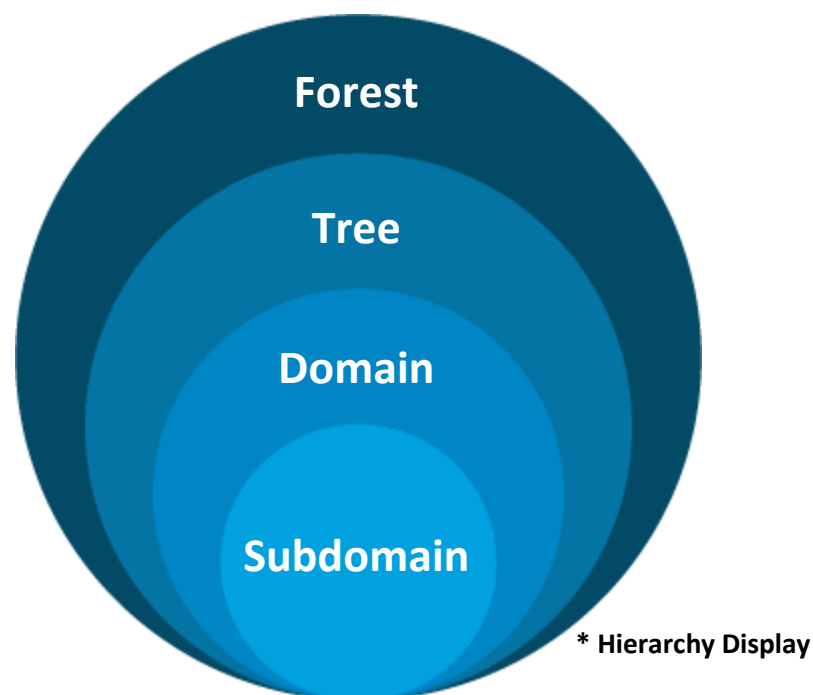 Forest
Tree
Domain
Subdomain
* Hierarchy Display